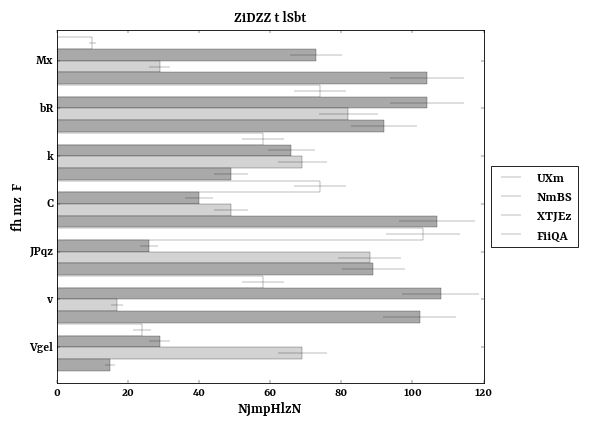 ZiDZZ t lSbt
Mx
bR
k
C
JPqz
v
Vgel
fh mz F
0 20 40 60 80 100 120
NjmpHlzN
UXm
NmBS
XTJEz
FiiQA